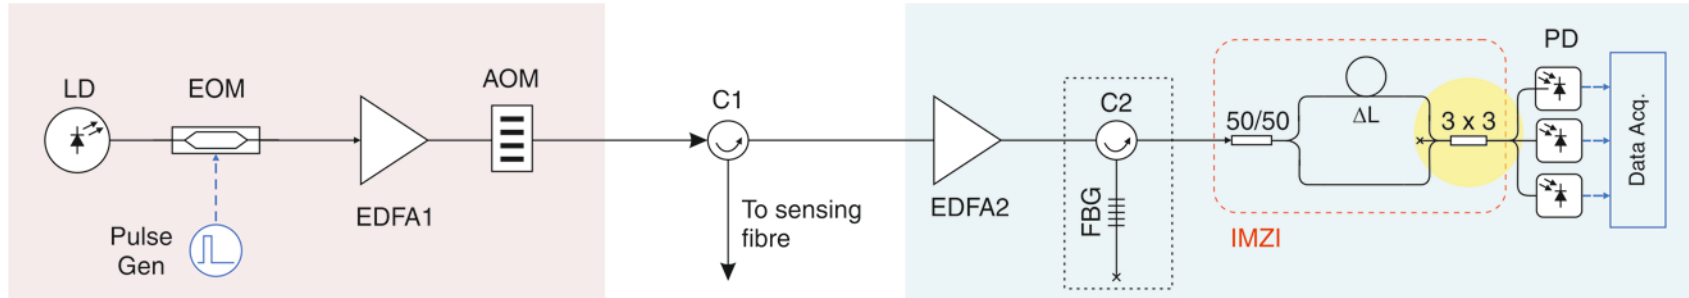 LD
EOM
AOM
EDFA1
Pulse
Gen
C1
To sensing
fibre
EDFA2
C2
FBG
50/50
ΔL
3 x 3
IMZI
PD
Data Acq.